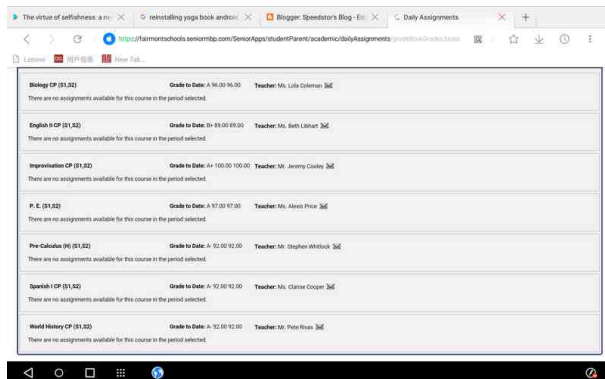 The virtue of selfishness: a ne
reinstalling yoga book android
Blogger: Speedstor's Blog - Edi
Daily Assignments
https://fairmontschools.seniormbp.com/SeniorApps/studentParent/academic/dailyAssignments
Lenovo 用户指南 New Tab...
Biology CP (S1,S2) Grade to Date: A 96.00 96.00 Teacher: Ms. Lola Coleman
There are no assignments available for this course in the period selected.
English II CP (S1,S2) Grade to Date: B+ 89.00 89.00 Teacher: Ms. Beth
There are no assignments available for this course in the period selected.
Improvisation CP (S1,S2) Grade to Date: A+ 100.00 100.00 Teacher: Mr. Jeremy
There are no assignments available for this course in the period selected.
P. E. (S1,S2) Grade to Date: A 97.00 97.00 Teacher: Ms. Alexis Price
There are no assignments available for this course in the period selected.
Pre-Calculus (H) (S1,S2) Grade to Date: A- 92.00 92.00 Teacher: Mr. Stephen Whitlock
There are no assignments available for this course in the period selected.
Spanish I CP (S1,S2) Grade to Date: A- 92.00 92.00 Teacher: Ms. Clarise Cooper
There are no assignments available for this course in the period selected.
World History CP (S1,S2) Grade to Date: A- 92.00 92.00 Teacher: Mr. Pete Rivas
There are no assignments available for this course in the period selected.